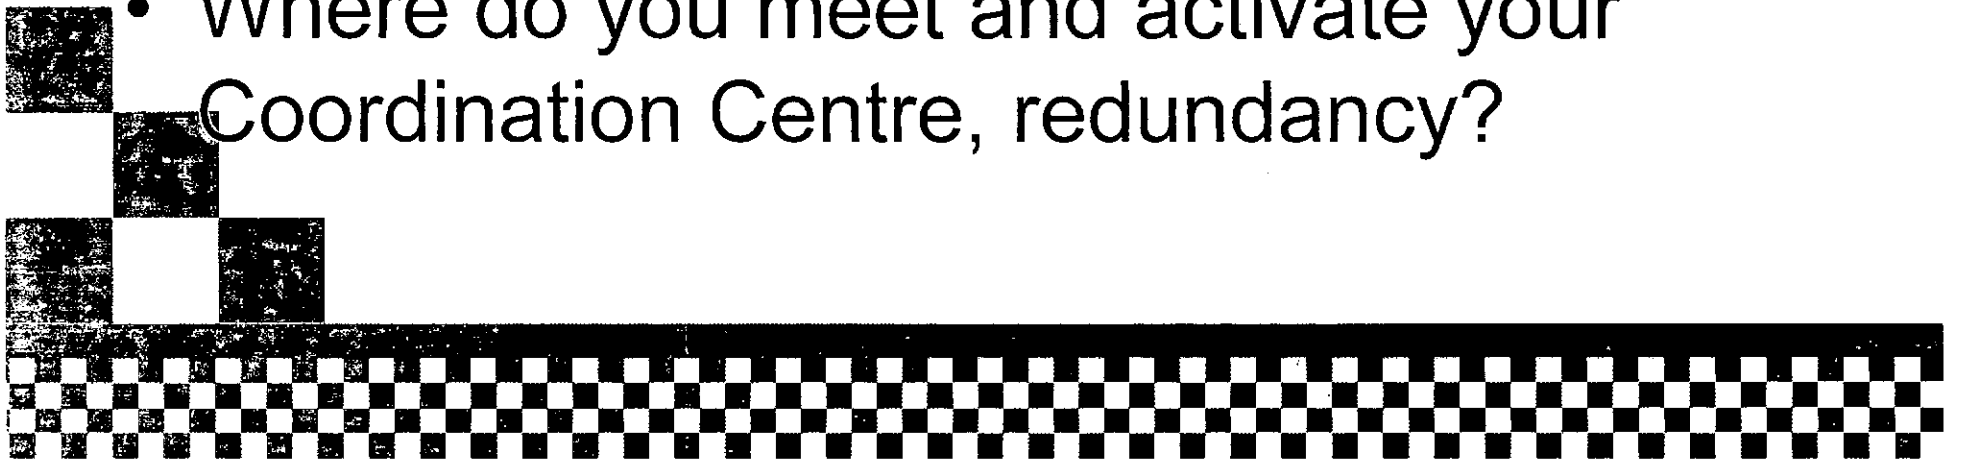 • Where do you meet and activate your
Coordination Centre, redundancy?